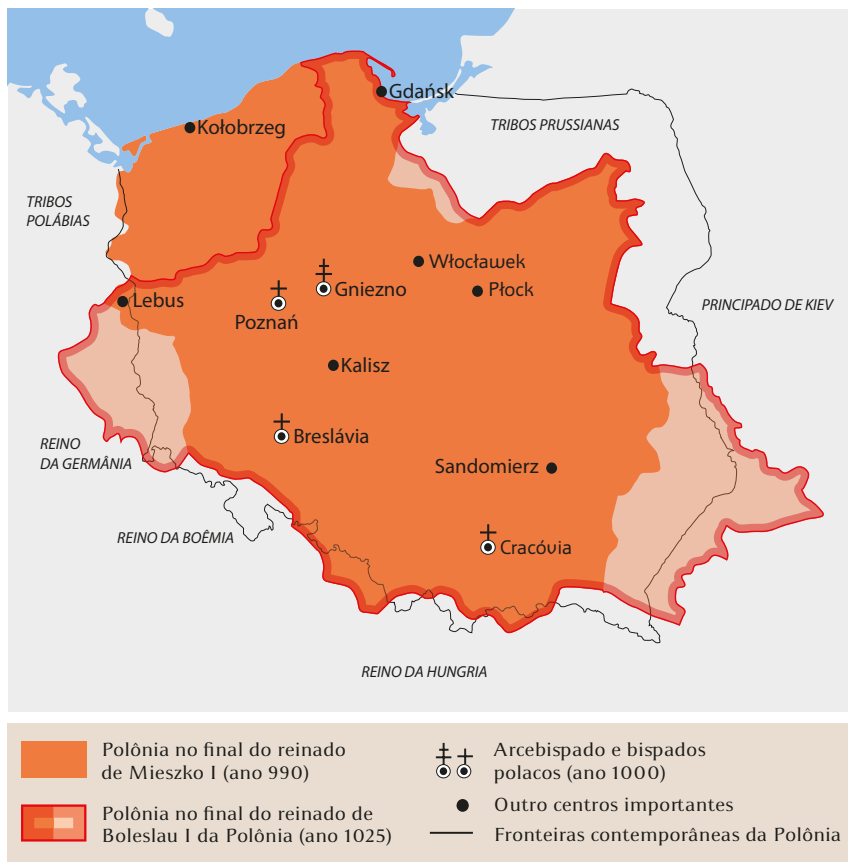 Gdańsk
Kołobrzeg
TRIBOS PRUSSIANAS
TRIBOS
POLÁBIAS
Włocławek
Gniezno
Płock
Lebus
PRINCIPADO DE KIEV
Poznań
Kalisz
Breslávia
REINO
DA GERMÂNIA
Sandomierz
REINO DA BOÊMIA
Cracóvia
REINO DA HUNGRIA
Polônia no final do reinado
de Mieszko I (ano 990)
Polônia no final do reinado de
Boleslau I da Polônia (ano 1025)
Arcebispado e bispados
polacos (ano 1000)
Outro centros importantes
Fronteiras contemporâneas da Polônia